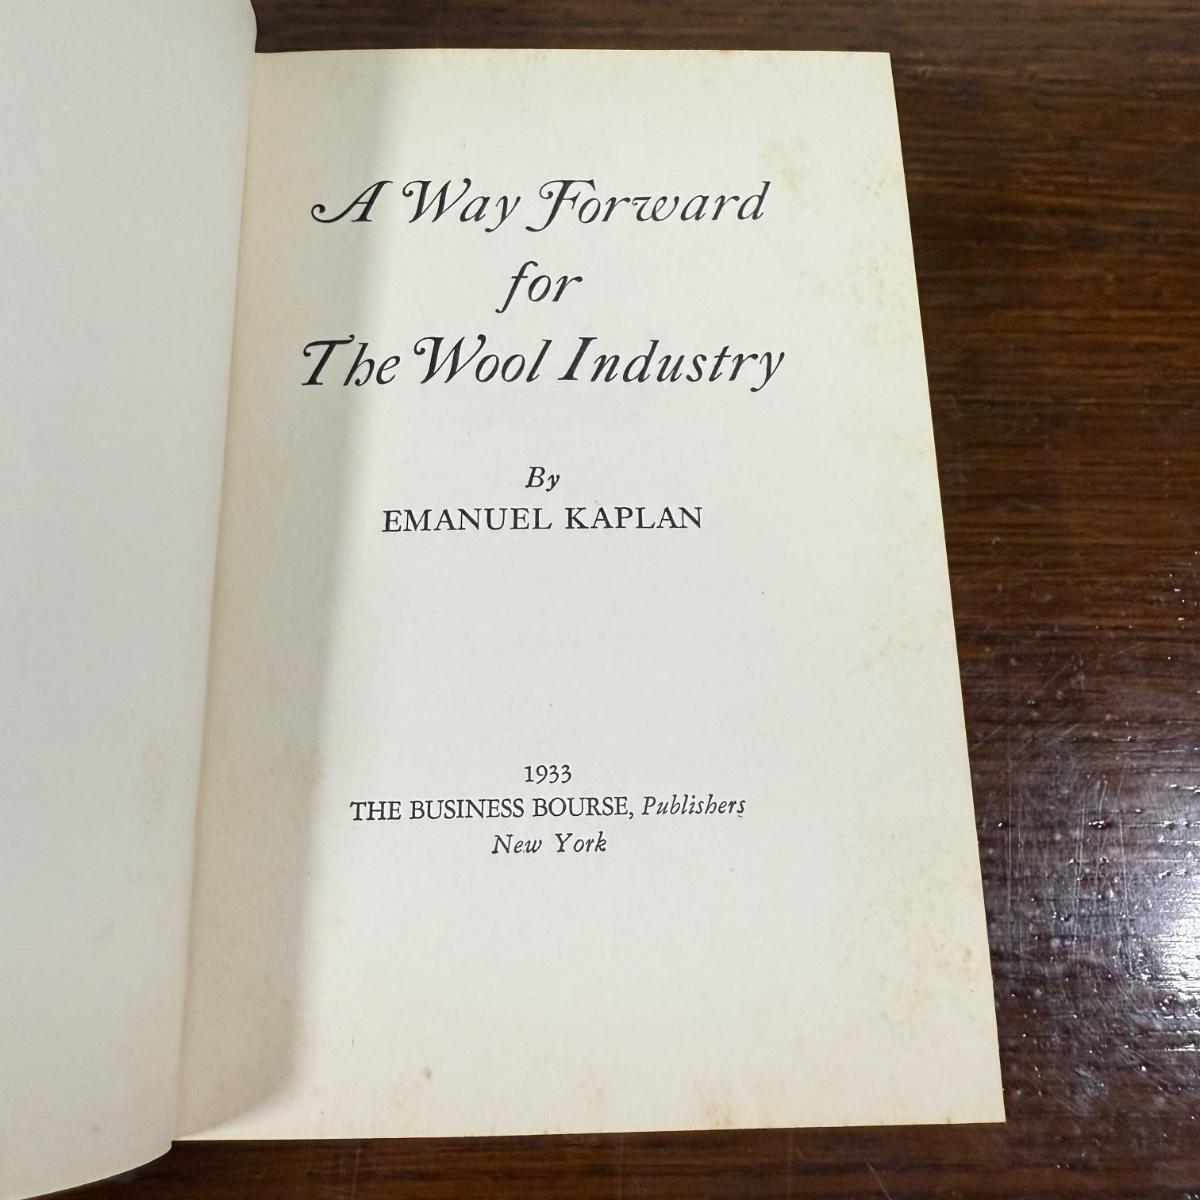 A Way Forward
for
The Wool Industry
By
EMANUEL KAPLAN
1933
THE BUSINESS BOURSE, Publishers
New York